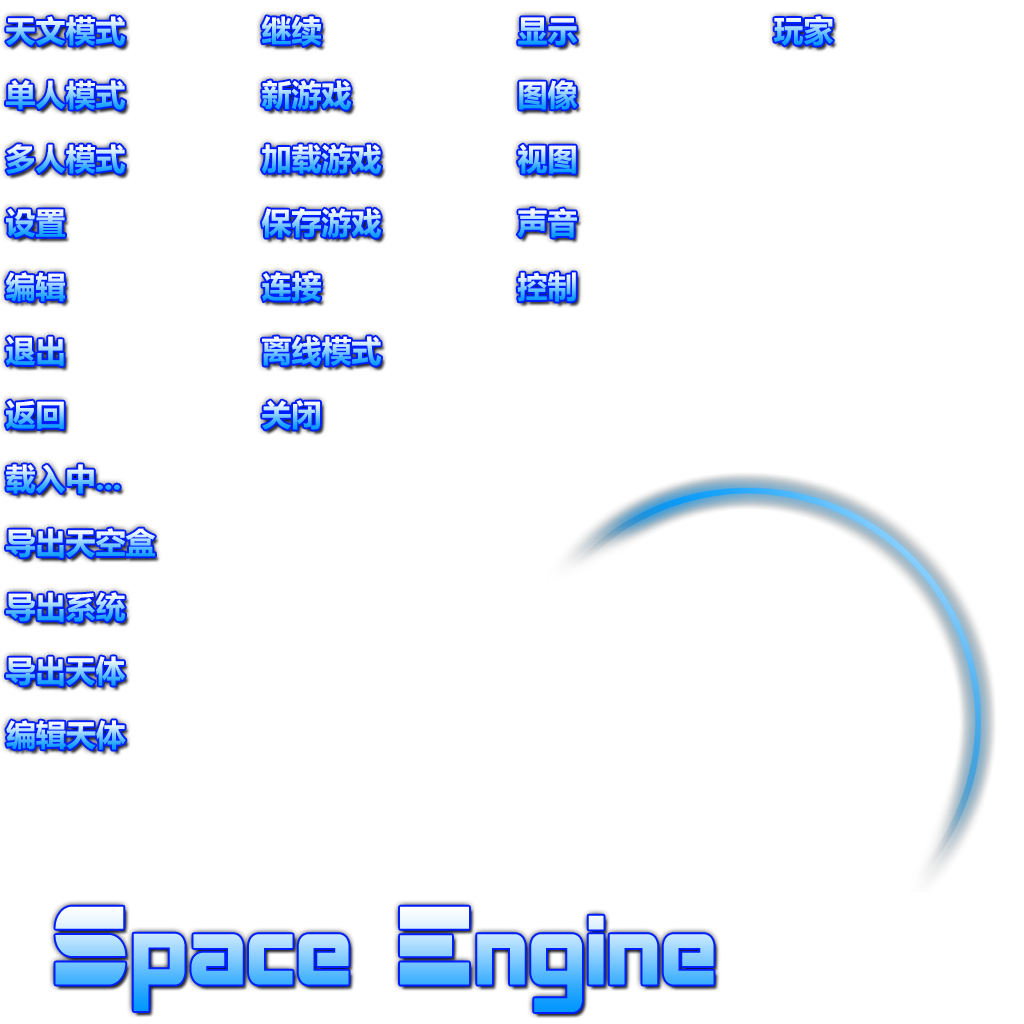 天文模式
单人模式
多人模式
设置
编辑
退出
返回
载入中...
导出天空盒
导出系统
导出天体
编辑天体
继续
新游戏
加载游戏
保存游戏
连接
离线模式
关闭
显示
图像
视图
声音
控制
玩家
Space Engine